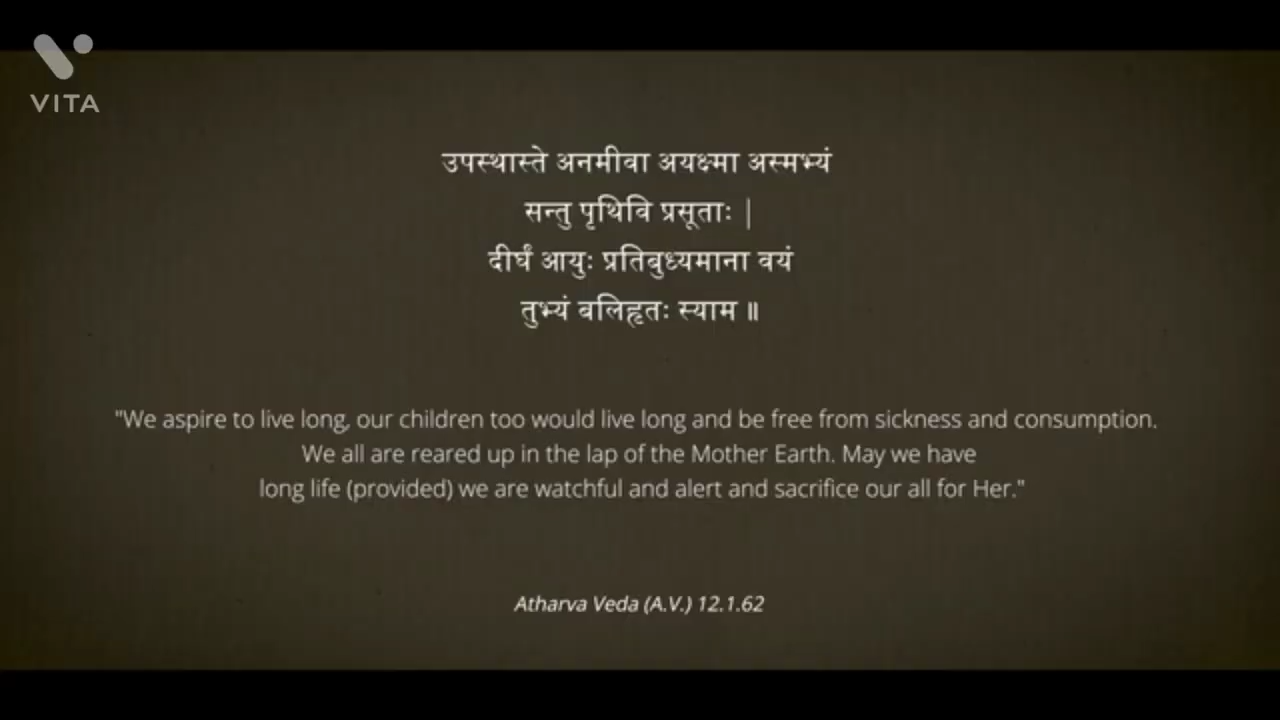 VITA
उपस्थास्ते अनमीवा अयक्ष्मा अस्मभ्यं
सन्तु पृथिवि प्रसूताः |
दीर्घं आयुः प्रतिबुध्यमाना वयं
तुभ्यं बलिहृतः स्याम ॥
"We aspire to live long, our children too would live long and be free from sickness and consumption.
We all are reared up in the lap of the Mother Earth. May we have
long life (provided) we are watchful and alert and sacrifice our all for Her."
Atharva Veda (A.V.) 12.1.62